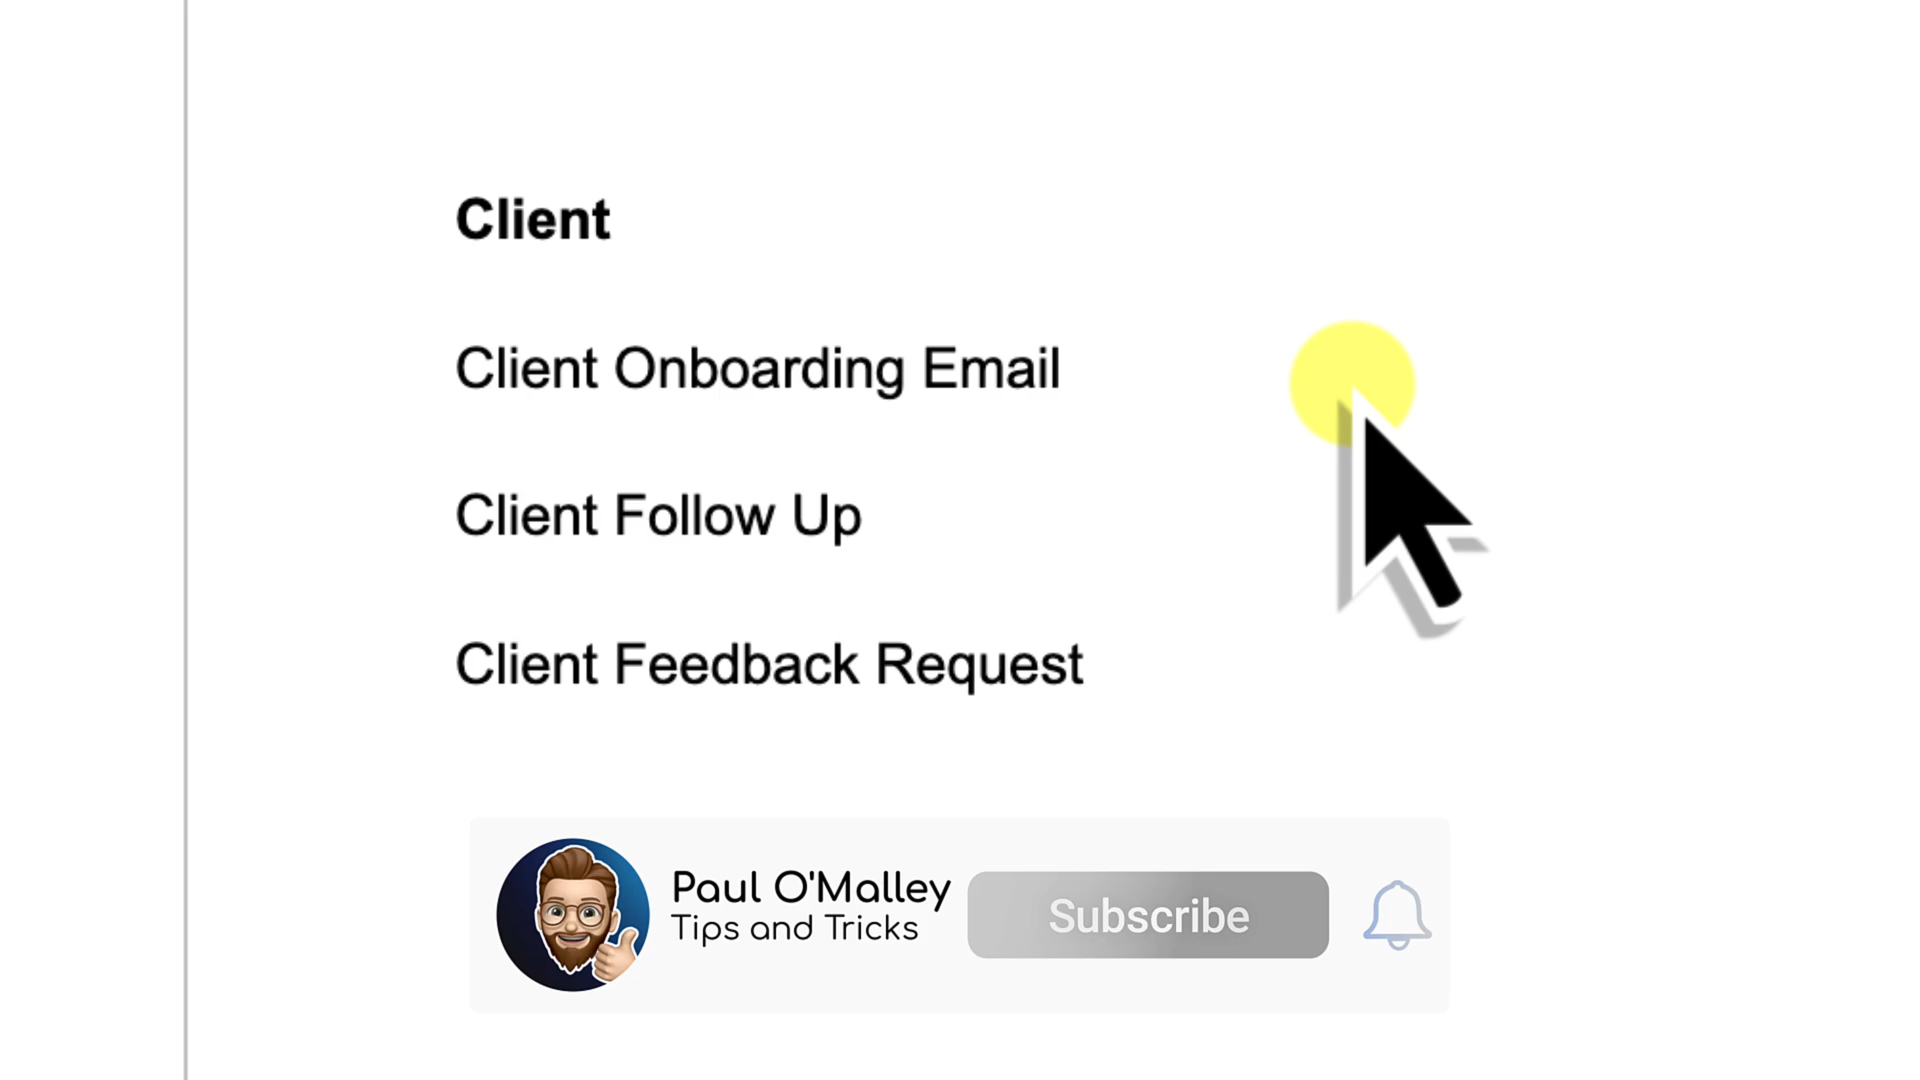 Client
Client Onboarding Email
Client Follow Up
Client Feedback Request
Paul O'Malley
Tips and Tricks
Subscribe